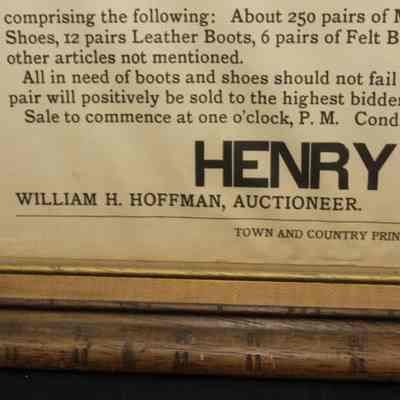 comprising the following: About 250 pairs of M
Shoes, 12 pairs Leather Boots, 6 pairs of Felt B
other articles not mentioned.
All in need of boots and shoes should not fail
pair will positively be sold to the highest bidder
Sale to commence at one o'clock, P. M. Cond
HENRY
WILLIAM H. HOFFMAN, AUCTIONEER.
TOWN AND COUNTRY PRIN